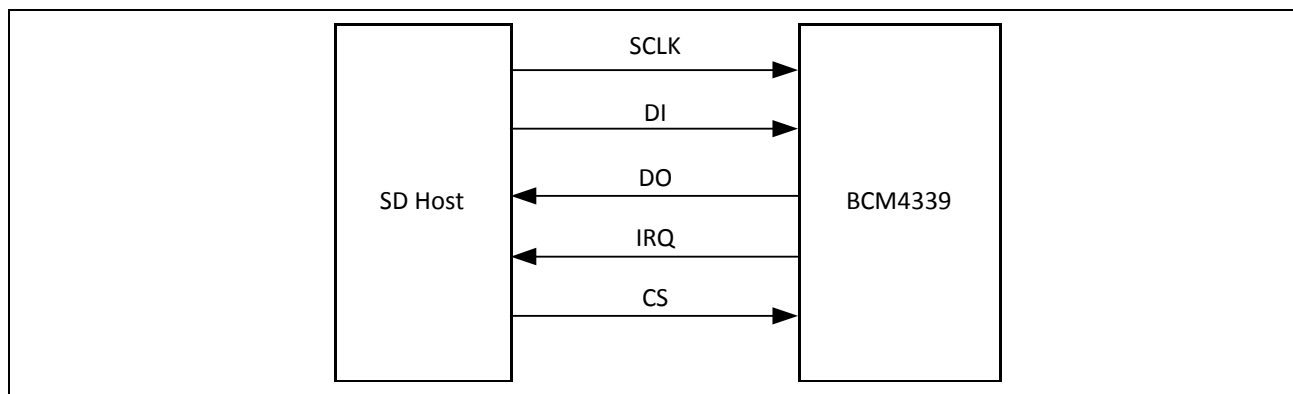 SCLK
DI
DO
SD Host
BCM4339
IRQ
CS